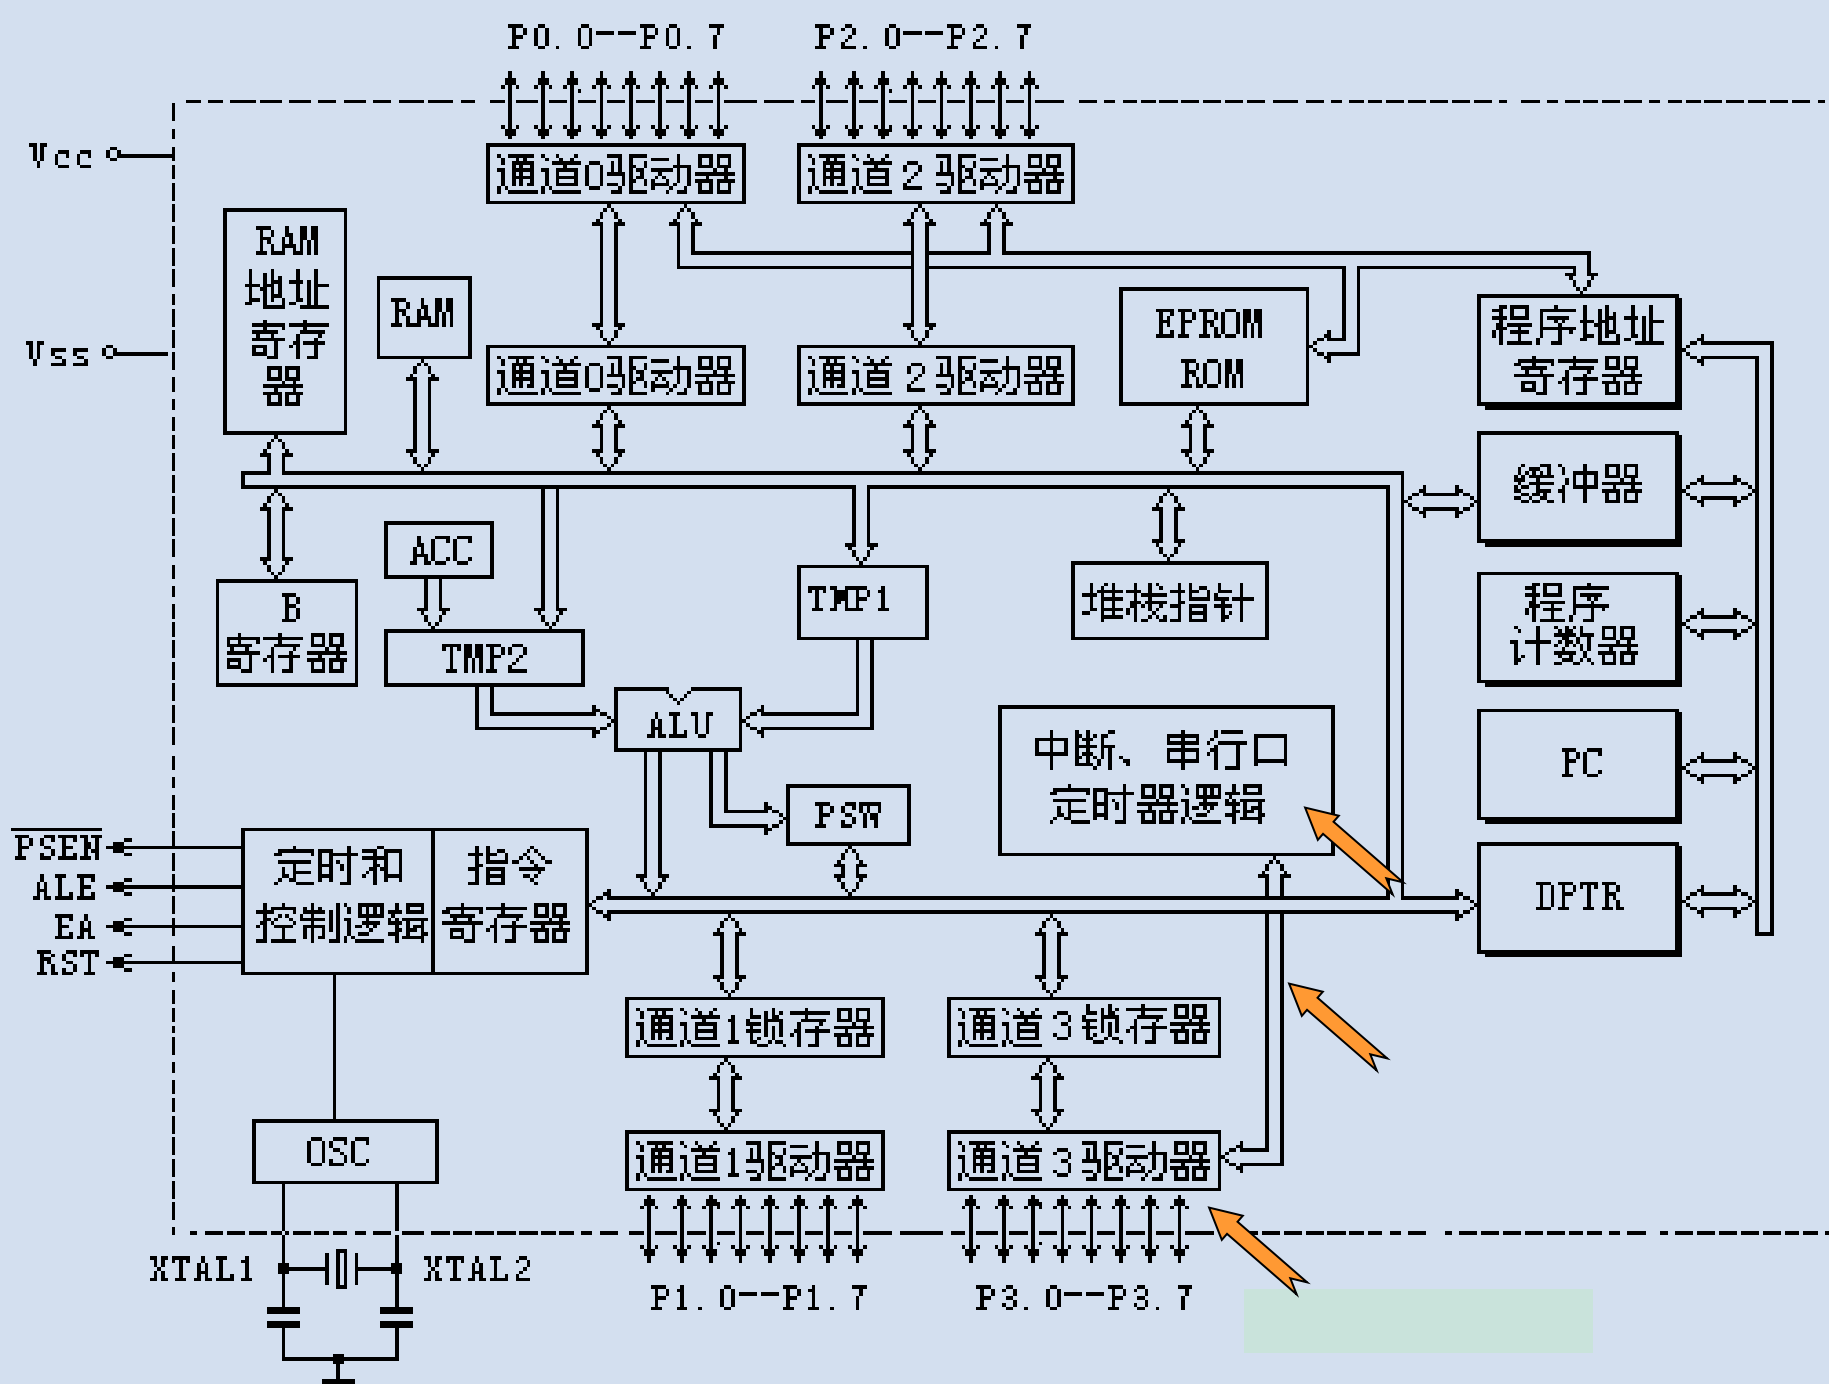 P0.0--P0.7
P2.0--P2.7
Vcc
通道0驱动器
通道2驱动器
RAM
地址
寄存
器
RAM
EPROM
ROM
程序地址
寄存器
Vss
通道0驱动器
通道2驱动器
缓冲器
ACC
B
寄存器
TMP1
堆栈指针
程序
计数器
TMP2
ALU
中断、串行口
定时器逻辑
PC
PSW
PSEN
ALE
EA
RST
定时和
控制逻辑
指令
寄存器
DPTR
通道1锁存器
通道3锁存器
OSC
通道1驱动器
通道3驱动器
XTAL1
XTAL2
P1.0--P1.7
P3.0--P3.7